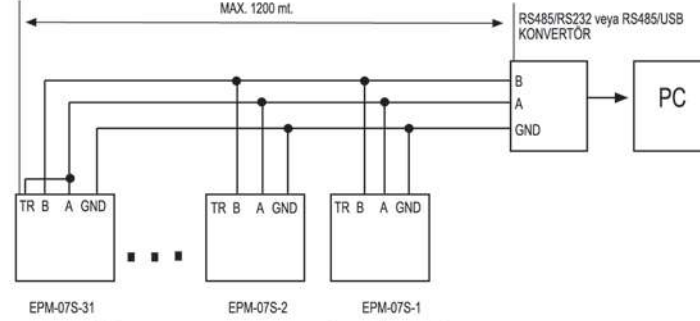 MAX. 1200 mt.
RS485/RS232 veya RS485/USB
KONVERTÖR
B
A
GND
PC
TR B A GND
TR B A GND
TR B A GND
EPM-07S-31
EPM-07S-2
EPM-07S-1